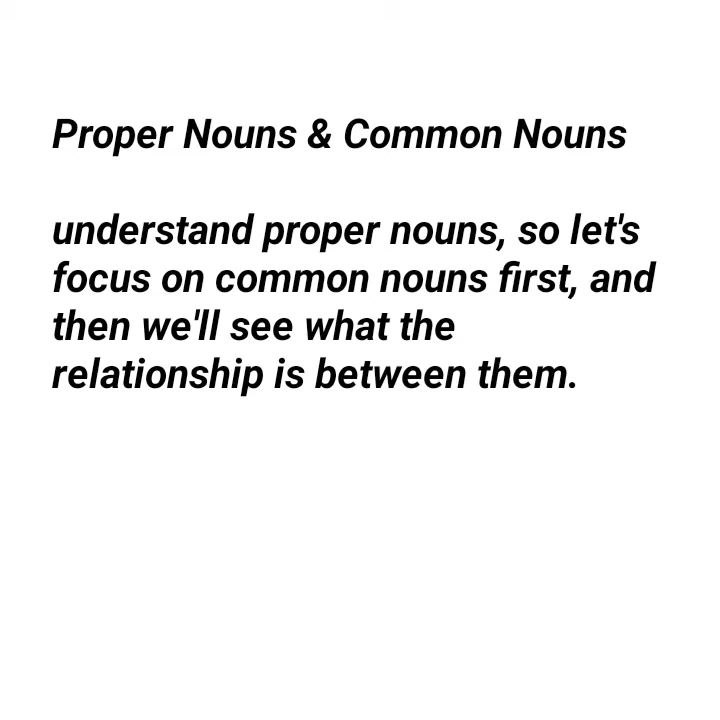 Proper Nouns & Common Nouns
understand proper nouns, so let's
focus on common nouns first, and
then we'll see what the
relationship is between them.